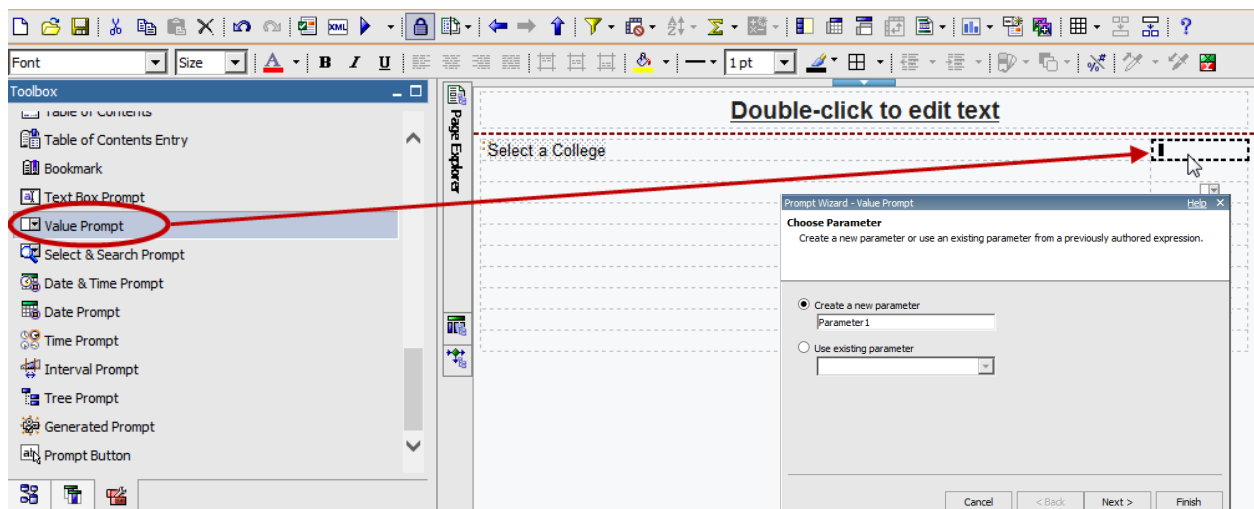 XML
?
Font
Size
A
B I U
1 pt
Toolbox
Table of Contents
Table of Contents Entry
Bookmark
Text Box Prompt
Value Prompt
Select & Search Prompt
Date & Time Prompt
Date Prompt
Time Prompt
Interval Prompt
Tree Prompt
Generated Prompt
Prompt Button
Page Explorer
Double-click to edit text
Select a College
Prompt Wizard - Value Prompt Help X
Choose Parameter
Create a new parameter or use an existing parameter from a previously authored expression.
Create a new parameter
Parameter1
Use existing parameter
Cancel < Back Next > Finish